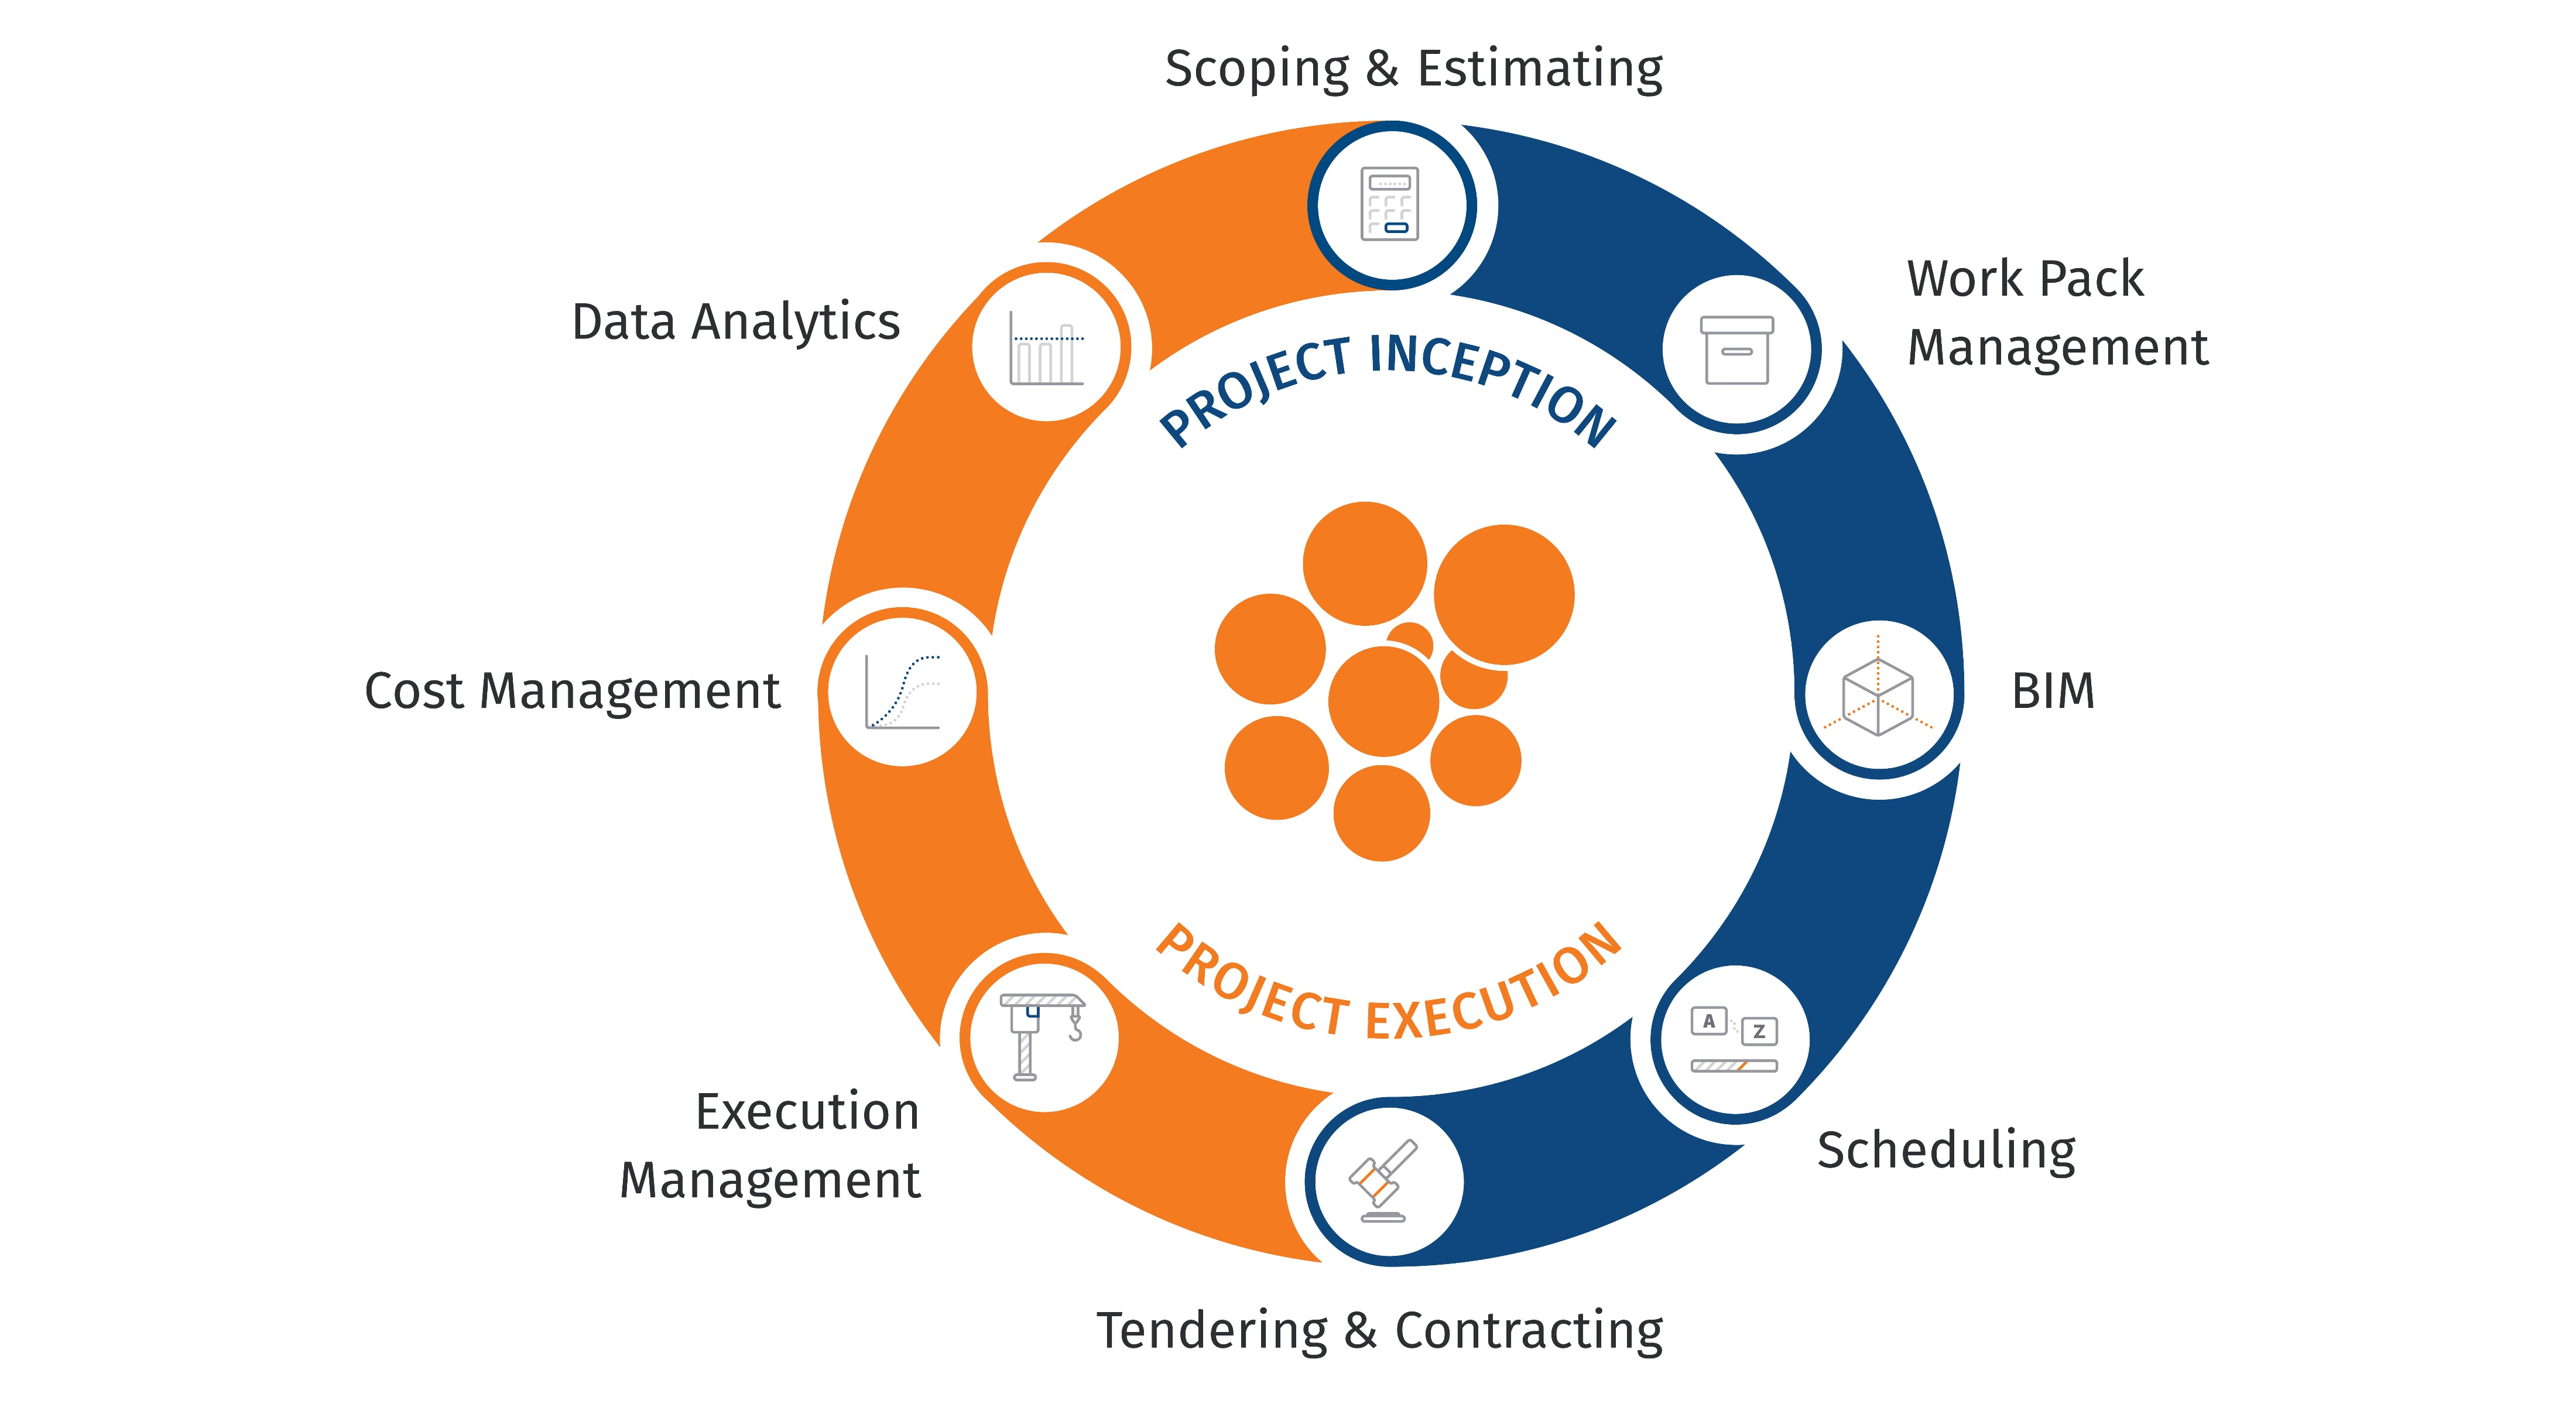 Scoping & Estimating
Work Pack
Management
Data Analytics
PROJECT INCEPTION
Cost Management
BIM
PROJECT EXECUTION
A
Z
Execution
Management
Scheduling
Tendering & Contracting